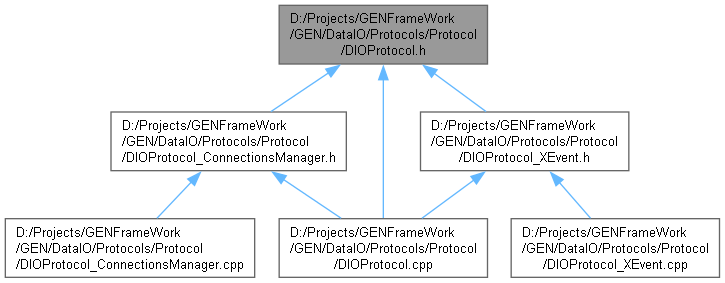 D:/Projects/GENFrameWork
/GEN/DataIO/Protocols/Protocol
/DIOProtocol.h
D:/Projects/GENFrameWork
/GEN/DataIO/Protocols/Protocol
/DIOProtocol_ConnectionsManager.h
D:/Projects/GENFrameWork
/GEN/DataIO/Protocols/Protocol
/DIOProtocol_XEvent.h
D:/Projects/GENFrameWork
/GEN/DataIO/Protocols/Protocol
/DIOProtocol_ConnectionsManager.cpp
D:/Projects/GENFrameWork
/GEN/DataIO/Protocols/Protocol
/DIOProtocol.cpp
D:/Projects/GENFrameWork
/GEN/DataIO/Protocols/Protocol
/DIOProtocol_XEvent.cpp